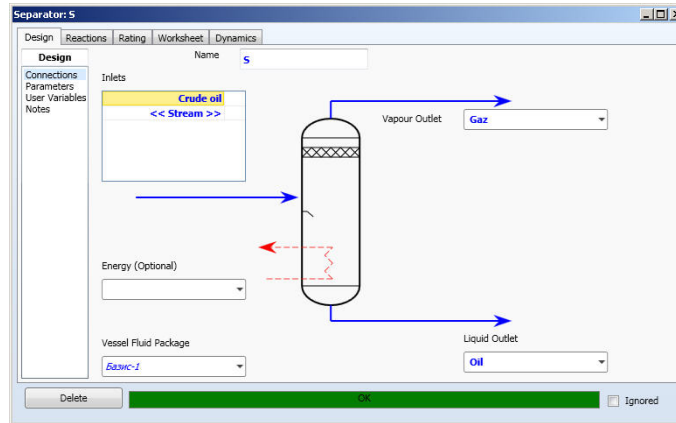 Separator: S
Design Reactions Rating Worksheet Dynamics
Design
Connections
Parameters
User Variables
Notes
Name S
Inlets
Crude oil
<< Stream >>
Vapour Outlet Gaz
Energy (Optional)
Vessel Fluid Package
Базис-1
Liquid Outlet
Oil
Delete OK Ignored